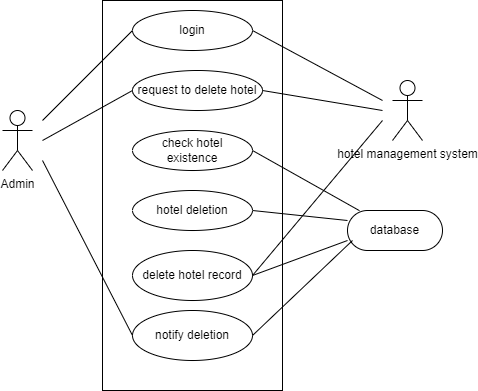 login
request to delete hotel
check hotel
existence
hotel deletion
delete hotel record
notify deletion
Admin
hotel management system
database